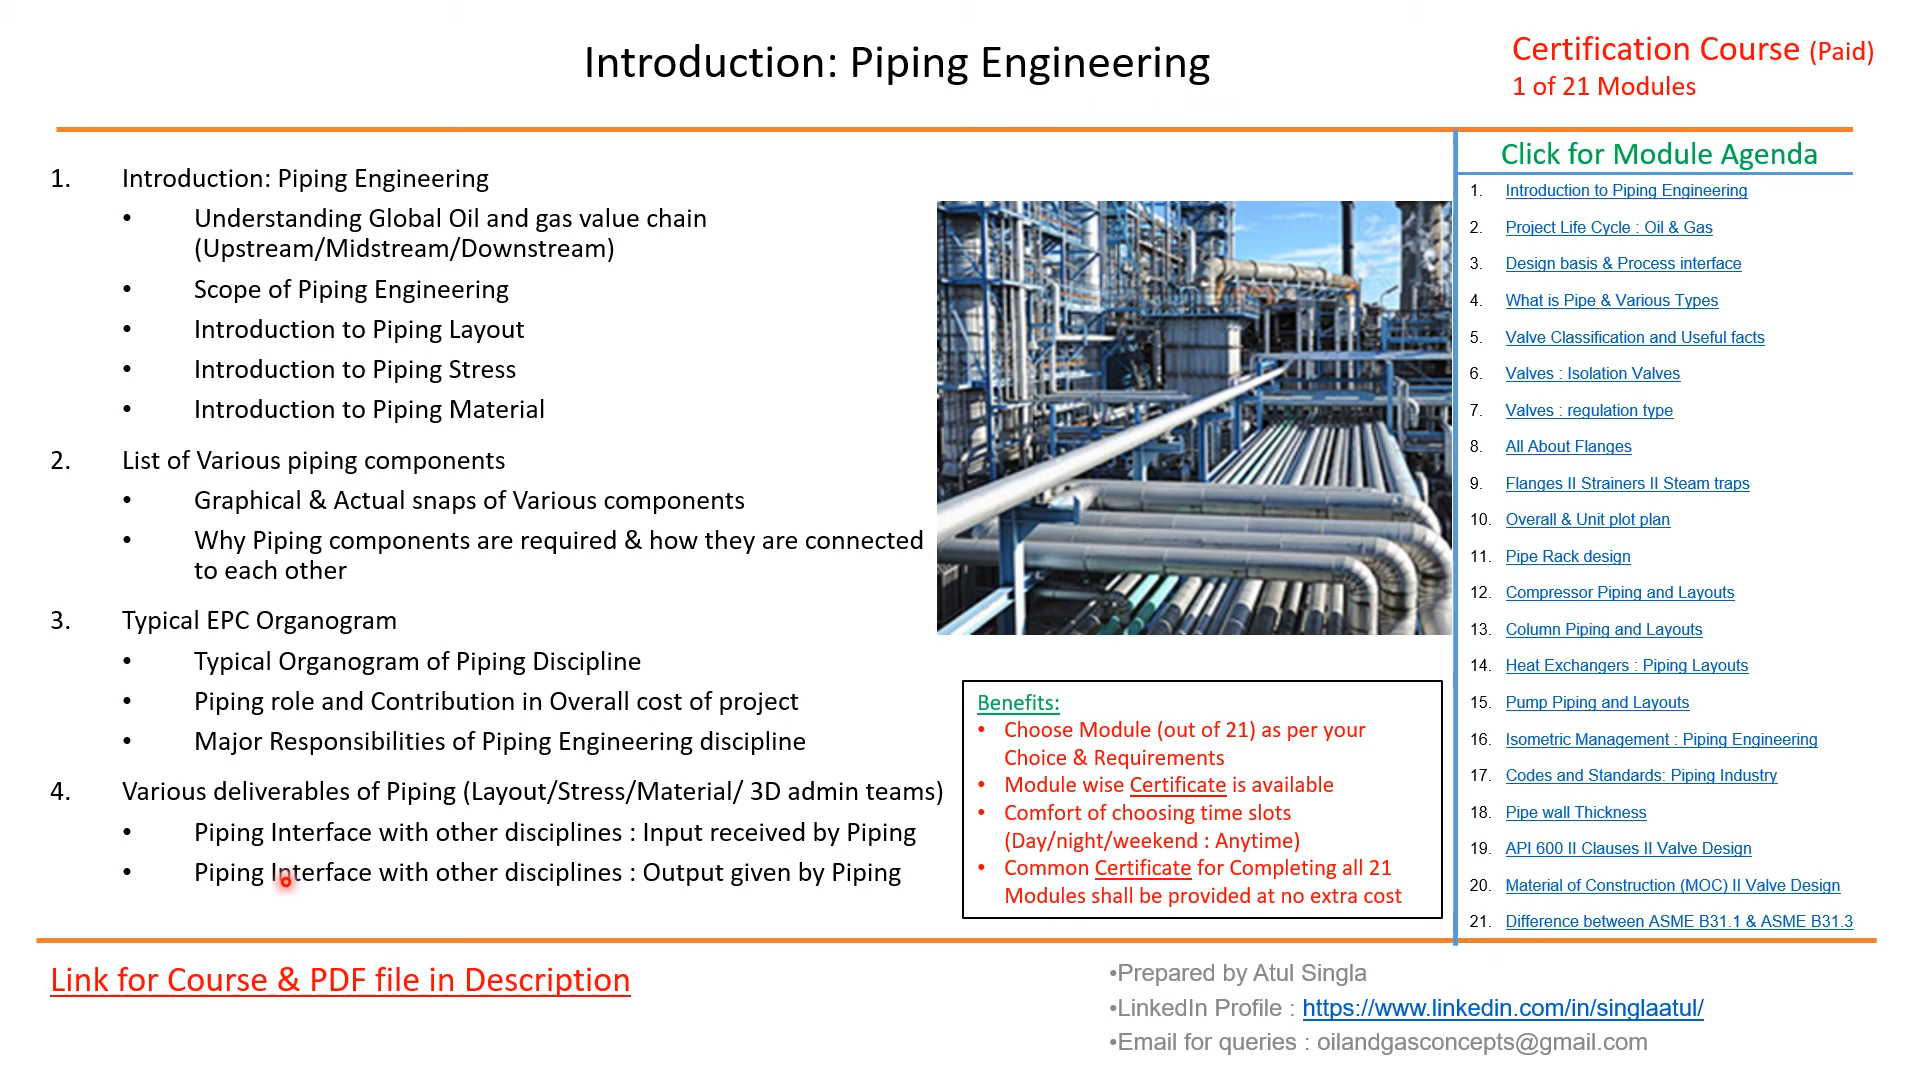 Introduction: Piping Engineering
Certification Course (Paid)
1 of 21 Modules
1. Introduction: Piping Engineering
• Understanding Global Oil and gas value chain
(Upstream/Midstream/Downstream)
• Scope of Piping Engineering
• Introduction to Piping Layout
• Introduction to Piping Stress
• Introduction to Piping Material
2. List of Various piping components
• Graphical & Actual snaps of Various components
• Why Piping components are required & how they are connected
to each other
3. Typical EPC Organogram
• Typical Organogram of Piping Discipline
• Piping role and Contribution in Overall cost of project
• Major Responsibilities of Piping Engineering discipline
4. Various deliverables of Piping (Layout/Stress/Material/ 3D admin teams)
• Piping Interface with other disciplines : Input received by Piping
• Piping Interface with other disciplines : Output given by Piping
Benefits:
• Choose Module (out of 21) as per your
Choice & Requirements
• Module wise Certificate is available
• Comfort of choosing time slots
(Day/night/weekend : Anytime)
• Common Certificate for Completing all 21
Modules shall be provided at no extra cost
Click for Module Agenda
1. Introduction to Piping Engineering
2. Project Life Cycle : Oil & Gas
3. Design basis & Process interface
4. What is Pipe & Various Types
5. Valve Classification and Useful facts
6. Valves : Isolation Valves
7. Valves : regulation type
8. All About Flanges
9. Flanges II Strainers II Steam traps
10. Overall & Unit plot plan
11. Pipe Rack design
12. Compressor Piping and Layouts
13. Column Piping and Layouts
14. Heat Exchangers : Piping Layouts
15. Pump Piping and Layouts
16. Isometric Management : Piping Engineering
17. Codes and Standards: Piping Industry
18. Pipe wall Thickness
19. API 600 II Clauses II Valve Design
20. Material of Construction (MOC) II Valve Design
21. Difference between ASME B31.1 & ASME B31.3
Link for Course & PDF file in Description
•Prepared by Atul Singla
•LinkedIn Profile : https://www.linkedin.com/in/singlaatul/
•Email for queries : oilandgasconcepts@gmail.com